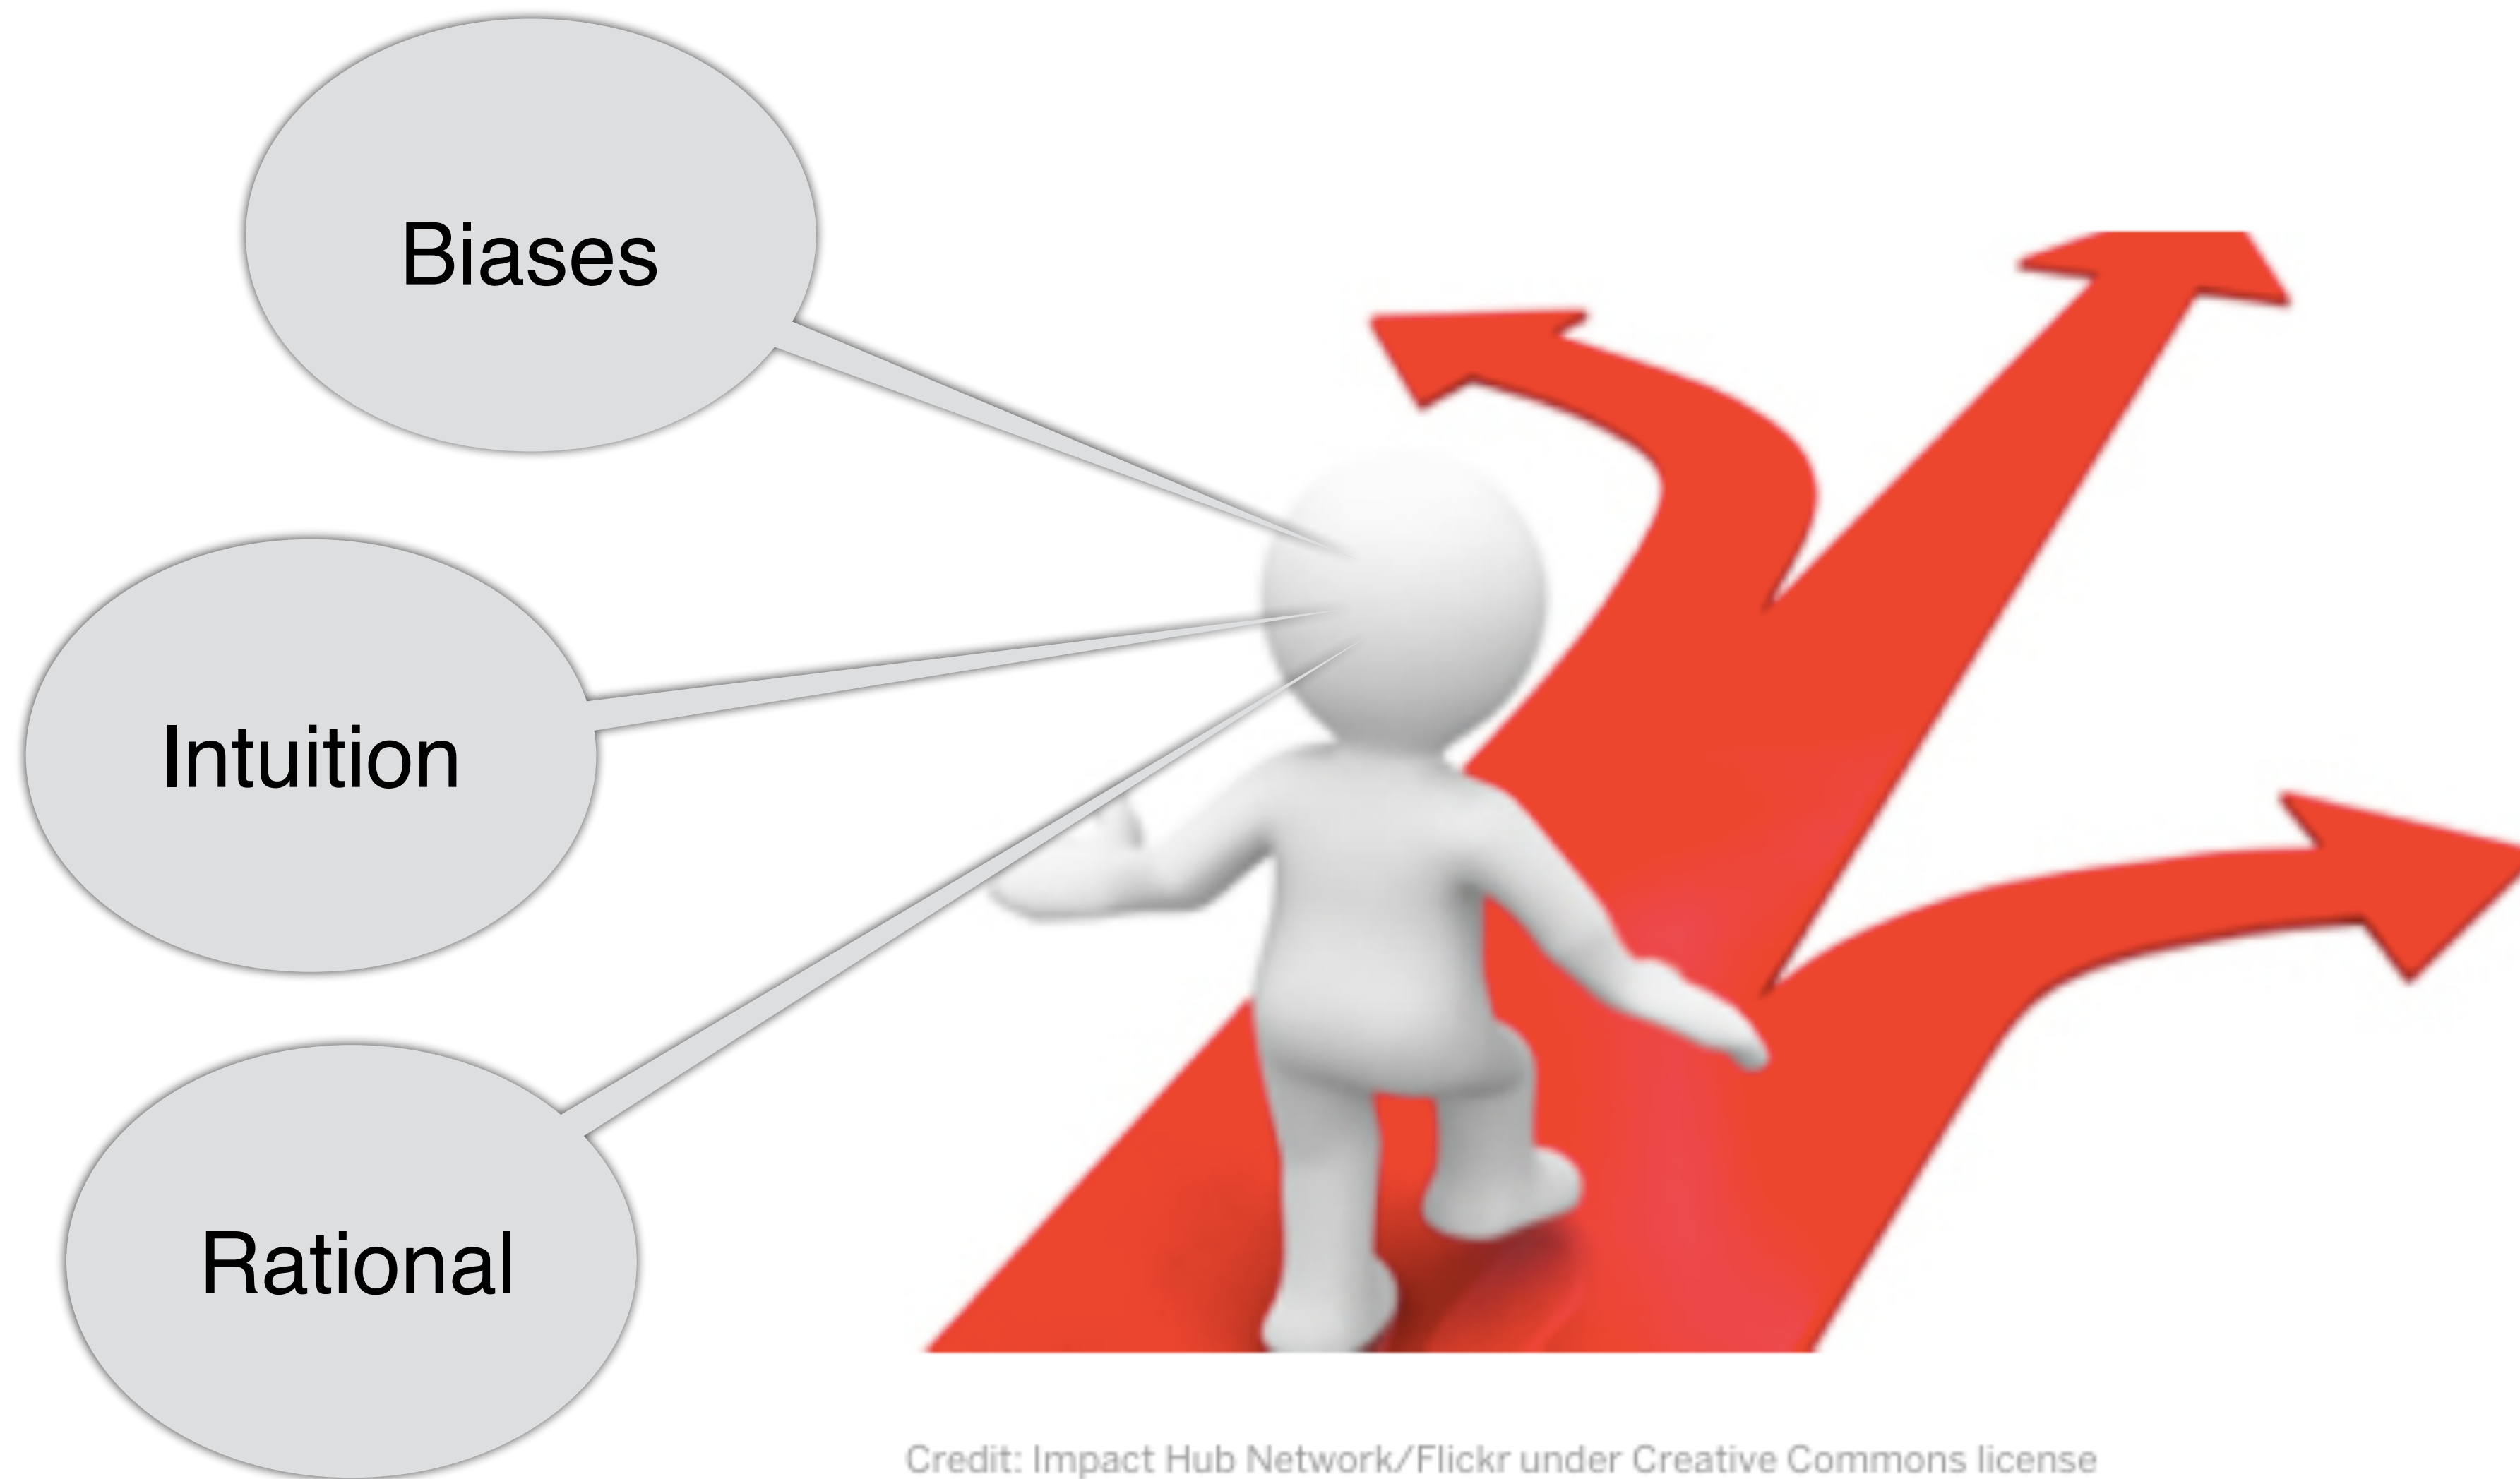 Biases
Intuition
Rational
Credit: Impact Hub Network/Flickr under Creative Commons license